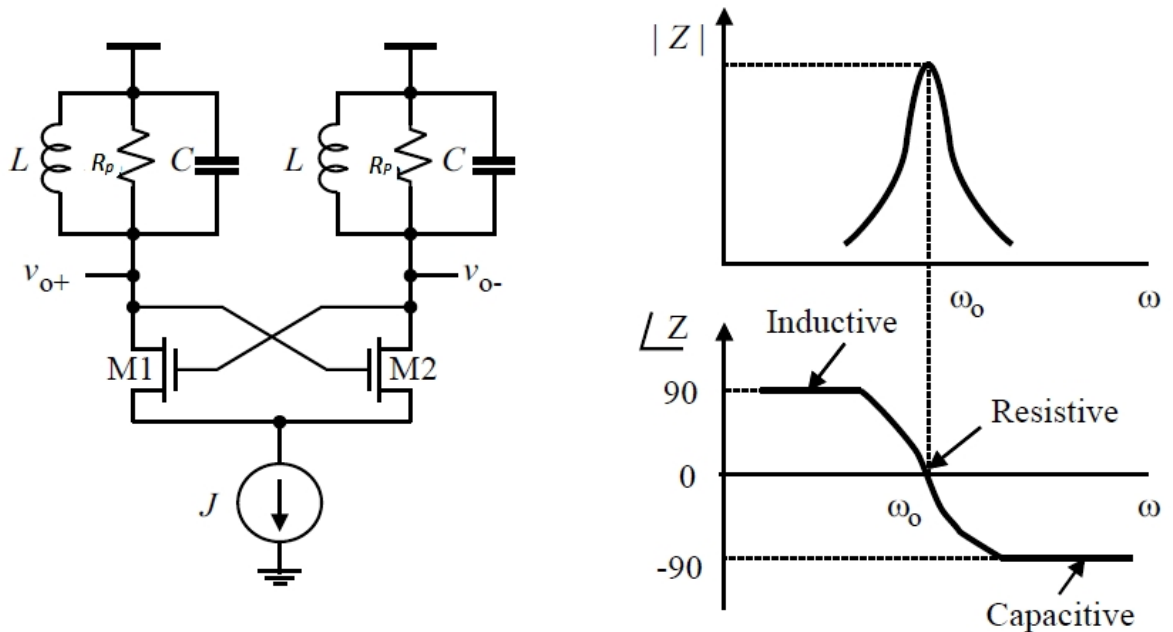 L
Rp
C
L
Rp
C
vo+
vo-
M1
M2
J
| Z |
ωo
ω
∠Z
Inductive
90
Resistive
0
ωo
ω
-90
Capacitive